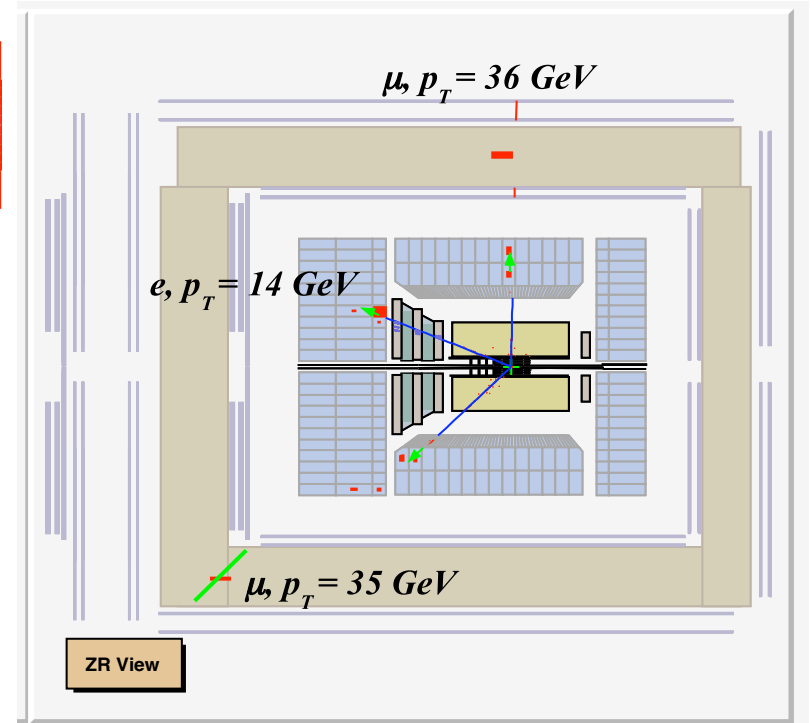 μ, pT = 36 GeV
e, pT = 14 GeV
μ, pT = 35 GeV
ZR View